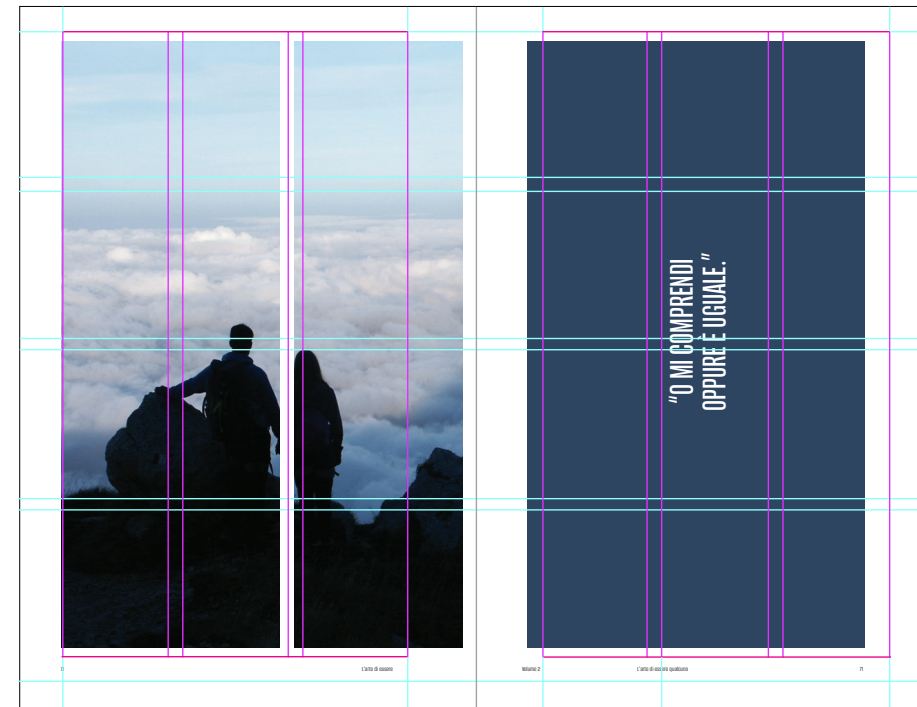 “O MI COMPRENDI
OPPURE È UGUALE.”
L'arte di essere
Volume 2
L'arte di essere qualcuno
71